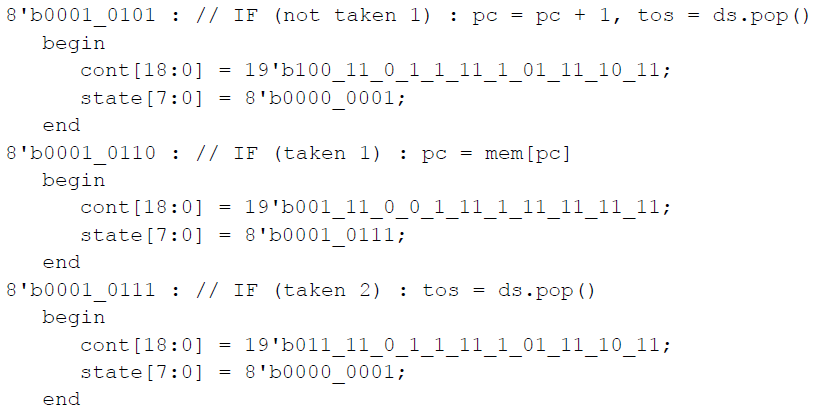 8'b0001_0101 : // IF (not taken 1) : pc = pc + 1, tos = ds.pop()
begin
cont[18:0] = 19'b100_11_0_1_1_11_1_01_11_10_11;
state[7:0] = 8'b0000_0001;
end
8'b0001_0110 : // IF (taken 1) : pc = mem[pc]
begin
cont[18:0] = 19'b001_11_0_0_1_11_1_11_11_11_11;
state[7:0] = 8'b0001_0111;
end
8'b0001_0111 : // IF (taken 2) : tos = ds.pop()
begin
cont[18:0] = 19'b011_11_0_1_1_11_1_01_11_10_11;
state[7:0] = 8'b0000_0001;
end